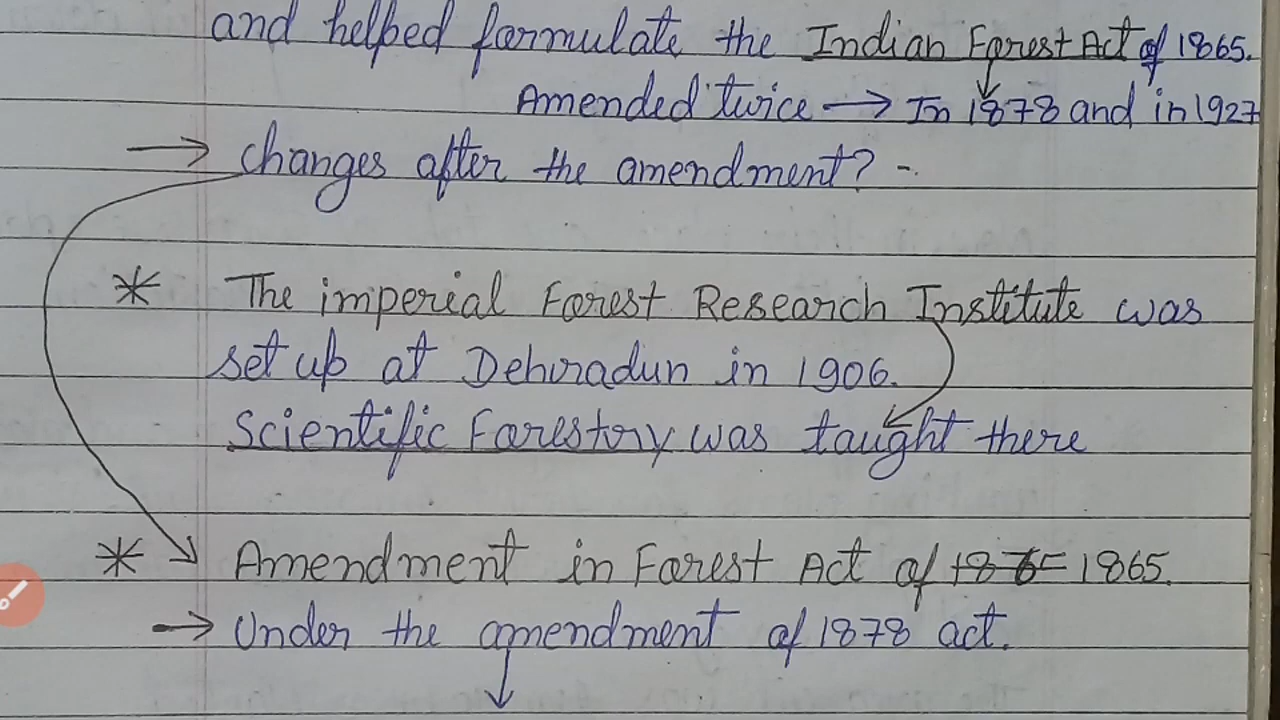 and helped formulate the Indian Forest Act of 1865.
Amended twice → In 1878 and in 1927
→ changes after the amendment? -.
* The imperial Forest Research Institute was
set up at Dehradun in 1906.
Scientific Forestory was taught there
* Amendment in Forest Act of 1865.
→ Under the amendment of 1878 act.